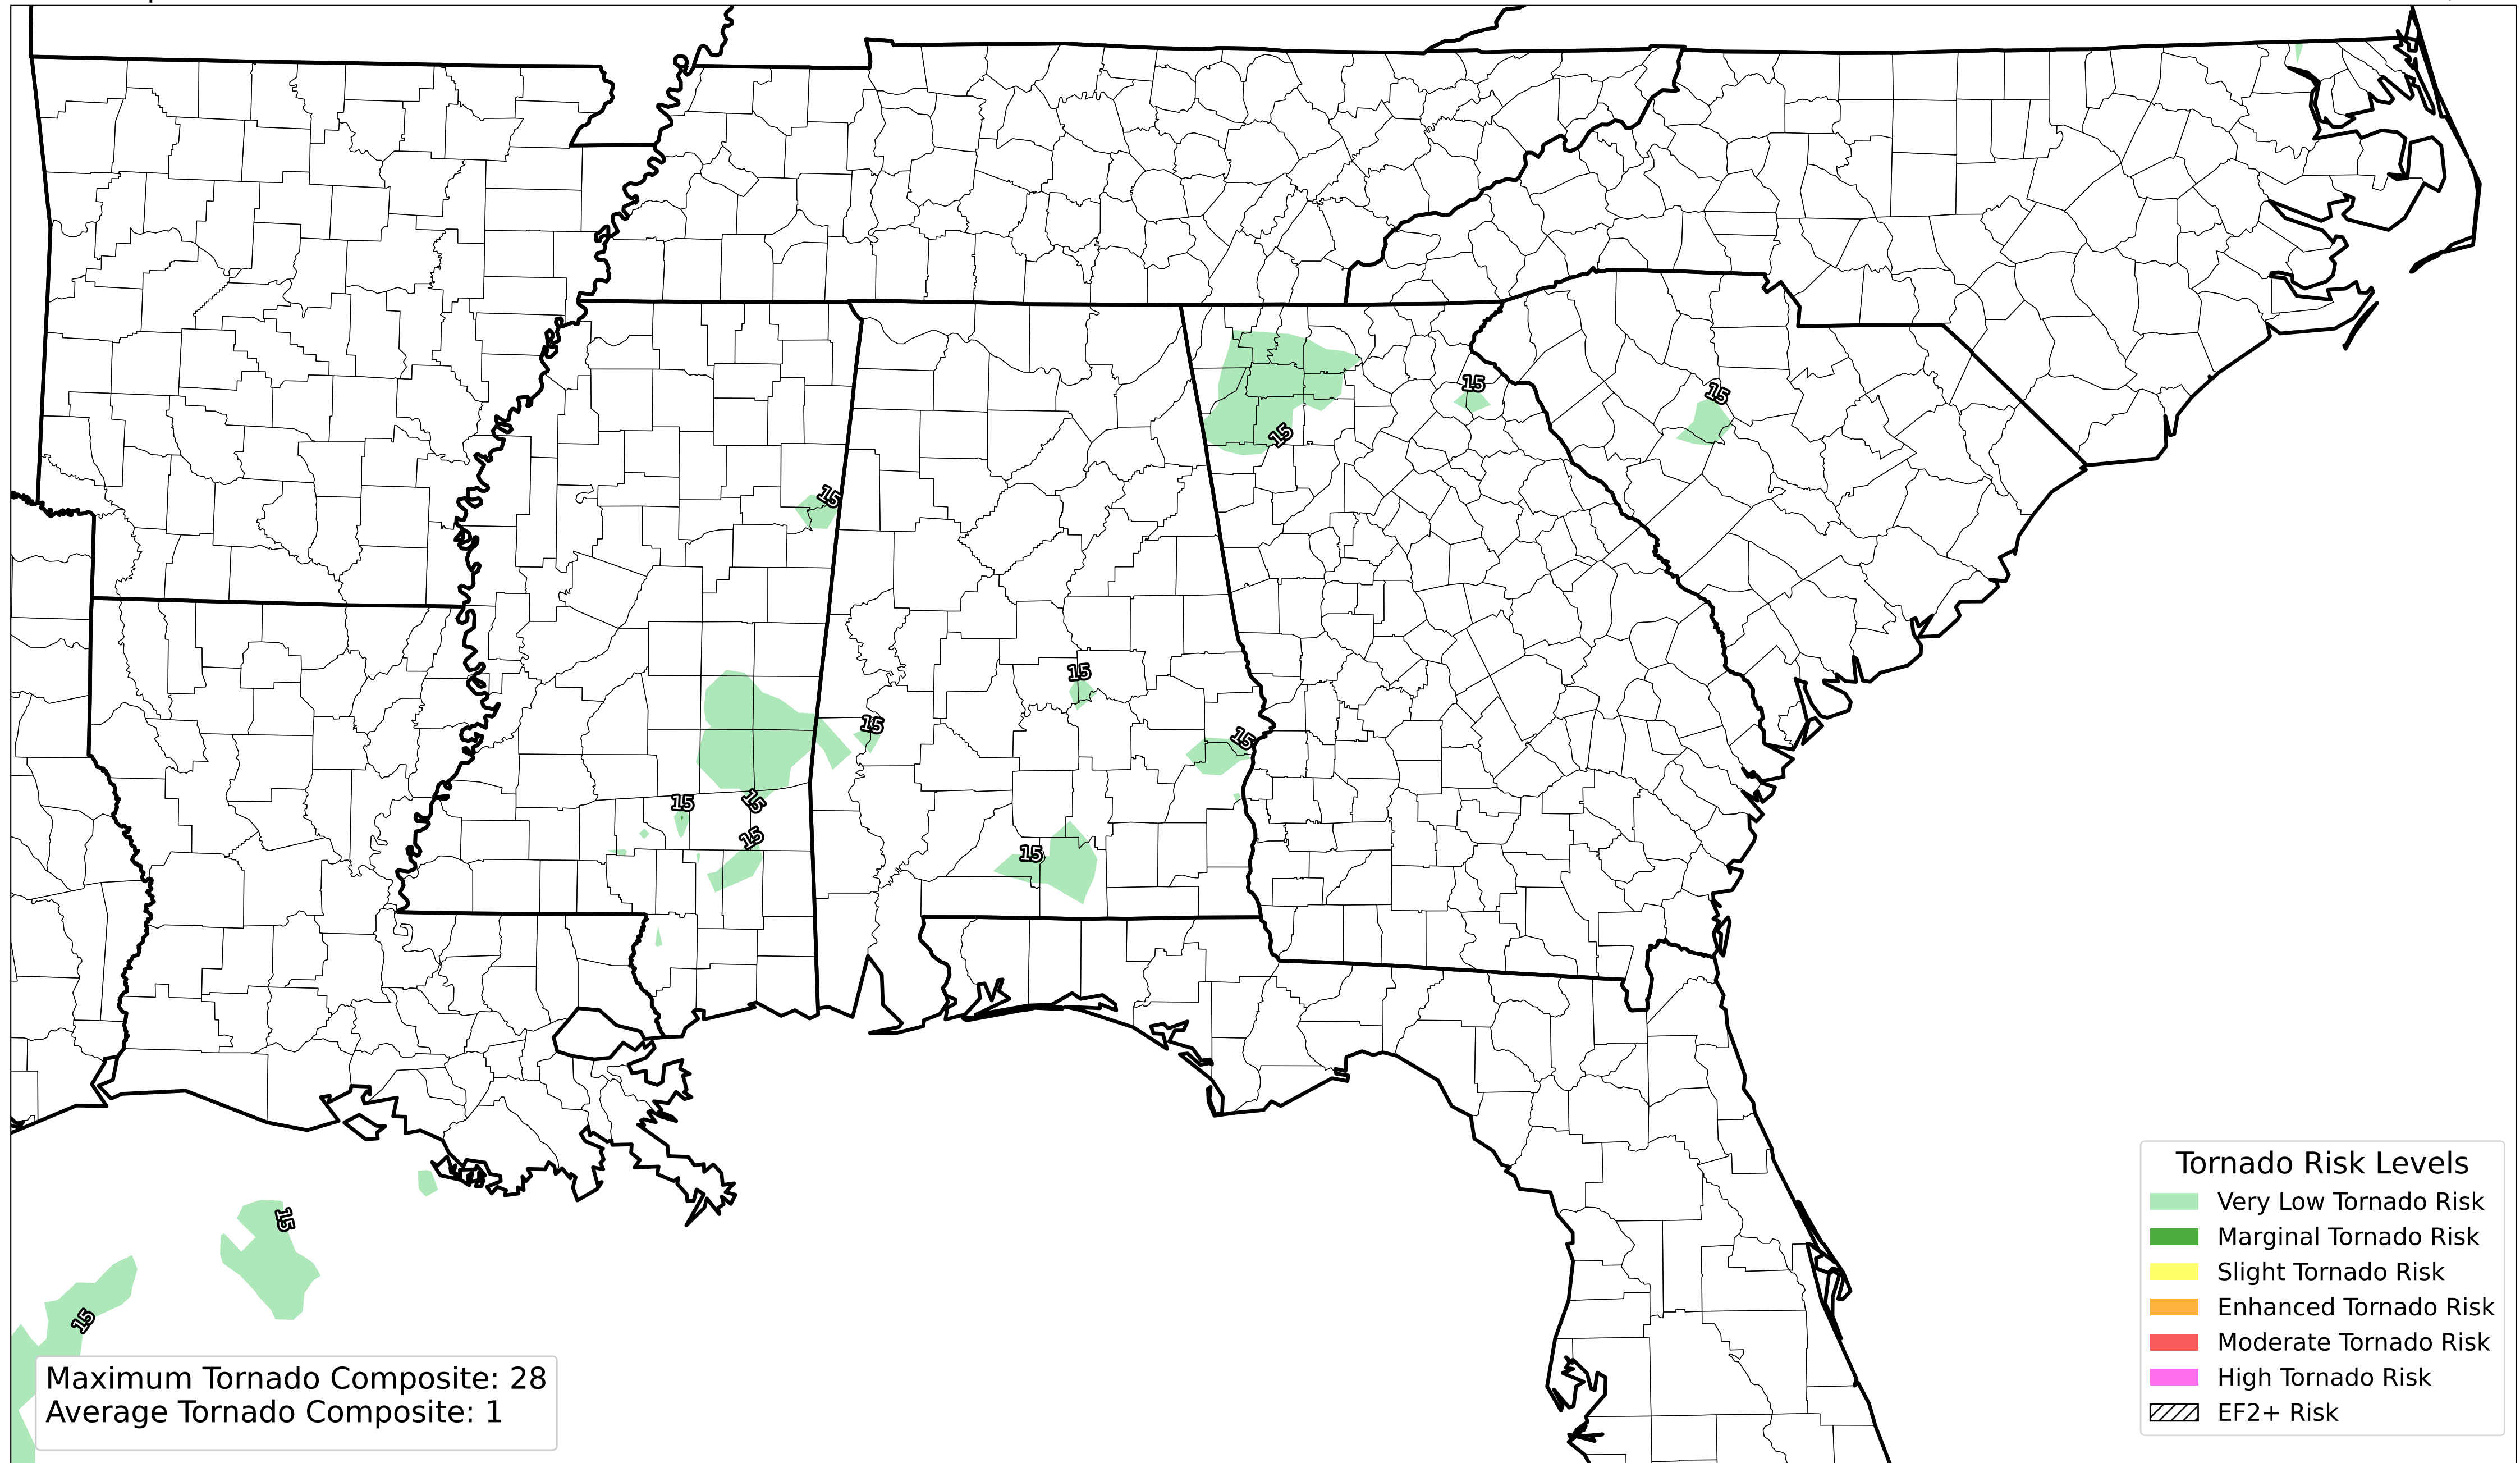 15
15
15
15
15
15
15
15
15
15
15
15
15
15
Tornado Risk Levels
Very Low Tornado Risk
Marginal Tornado Risk
Slight Tornado Risk
Enhanced Tornado Risk
Moderate Tornado Risk
High Tornado Risk
EF2+ Risk
Maximum Tornado Composite: 28
Average Tornado Composite: 1